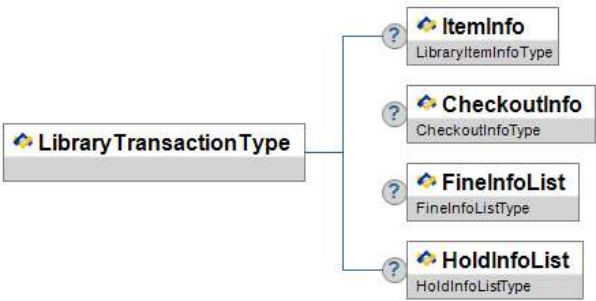 ItemInfo
LibraryItemInfoType
?
CheckoutInfo
CheckoutInfoType
?
LibraryTransactionType
FineInfoList
FineInfoListType
?
HoldInfoList
HoldInfoListType
?